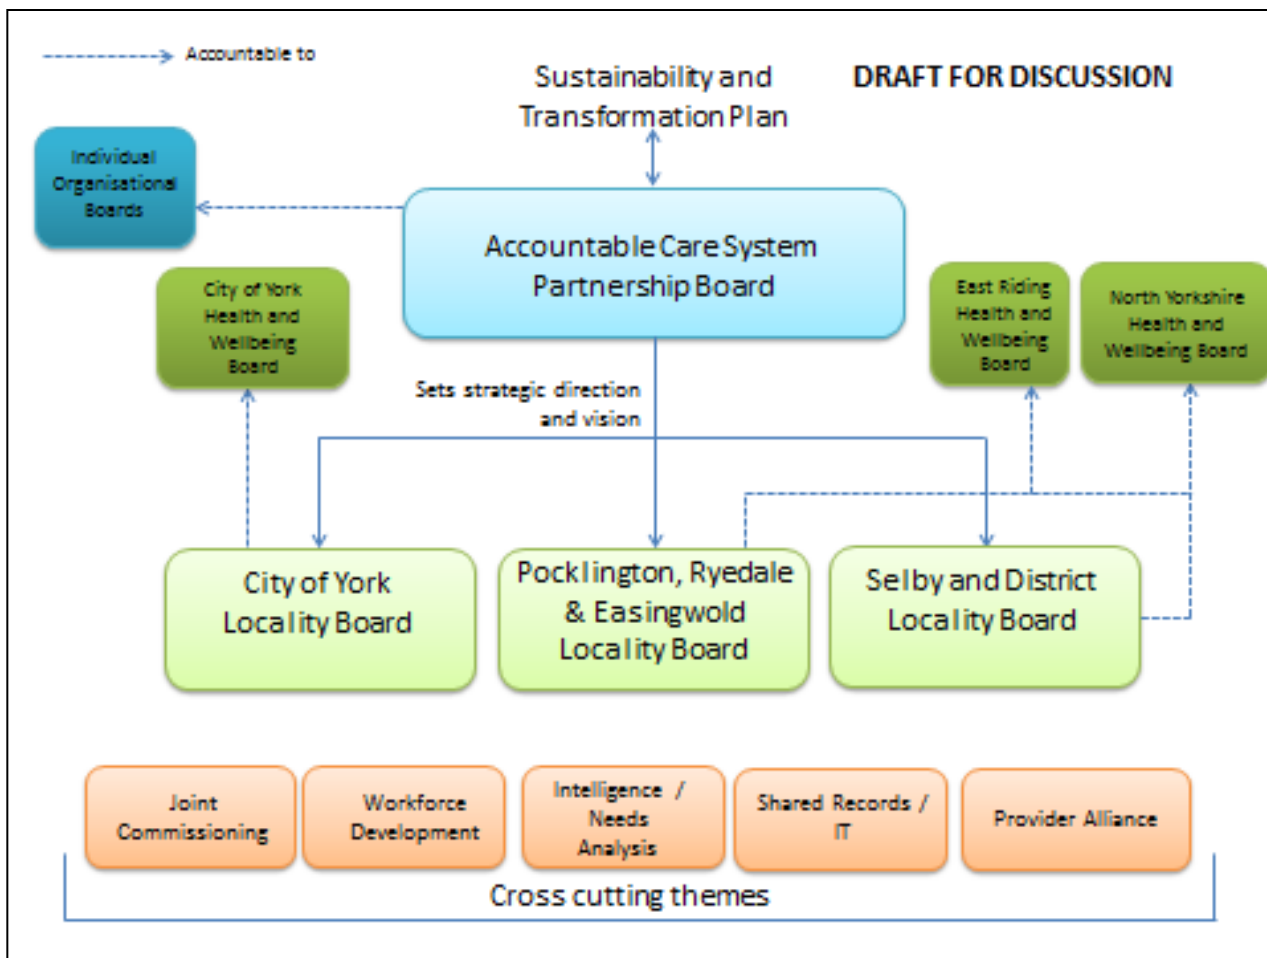 Accountable to
Sustainability and
Transformation Plan
DRAFT FOR DISCUSSION
Individual
Organisational
Boards
Accountable Care System
Partnership Board
City of York
Health and
Wellbeing
Board
East Riding
Health and
Wellbeing
Board
North Yorkshire
Health and
Wellbeing Board
Sets strategic direction
and vision
City of York
Locality Board
Pocklington, Ryedale
& Easingwold
Locality Board
Selby and District
Locality Board
Joint
Commissioning
Workforce
Development
Intelligence /
Needs
Analysis
Shared Records /
IT
Provider Alliance
Cross cutting themes